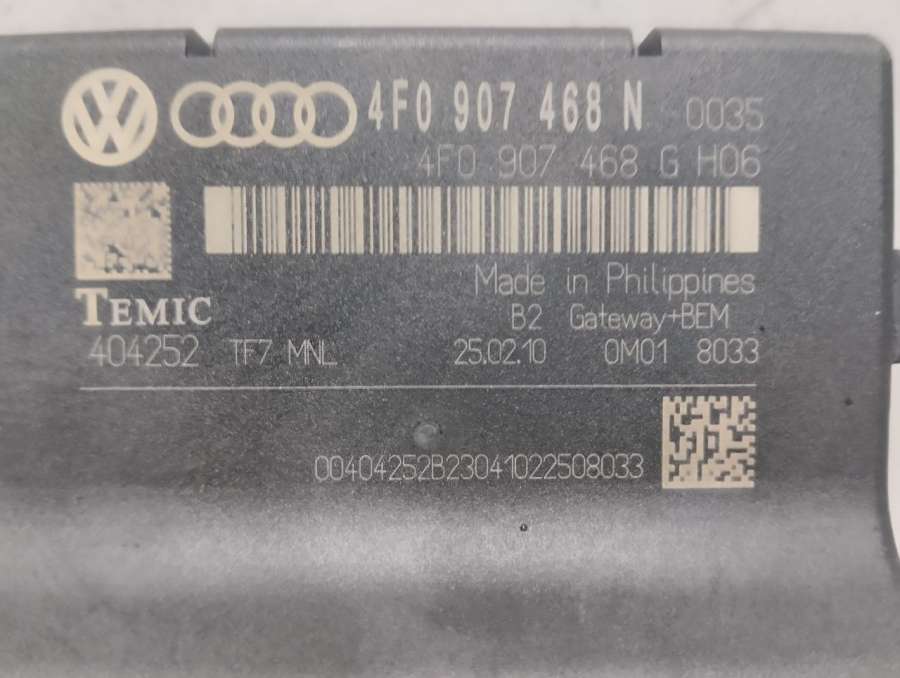 4F0 907 468 N 0035
4F0 907 468 G H06
Made in Philippines
TEMIC
B2 Gateway+BEM
404252 TF7 MNL 25.02.10 0M01 8033
00404252B23041022508033